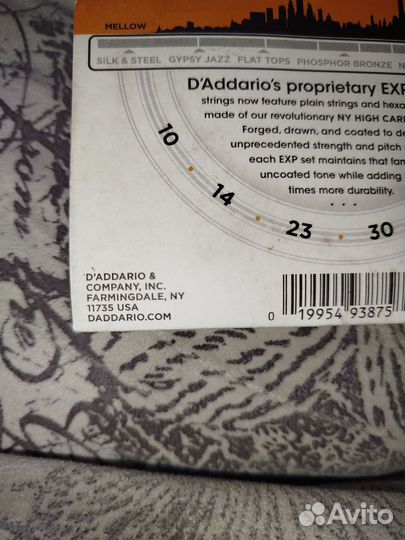 MELLOW
SILK & STEEL GYPSY JAZZ FLAT TOPS PHOSPHOR BRONZE N
D'Addario's proprietary EXP
strings now feature plain strings and hexa
made of our revolutionary NY HIGH CARB
Forged, drawn, and coated to de
unprecedented strength and pitch
each EXP set maintains that fam
uncoated tone while adding
times more durability.
10 · 14 · 23 · 30
D'ADDARIO &
COMPANY, INC.
FARMINGDALE, NY
11735 USA
DADDARIO.COM
0 19954 93875
Avito